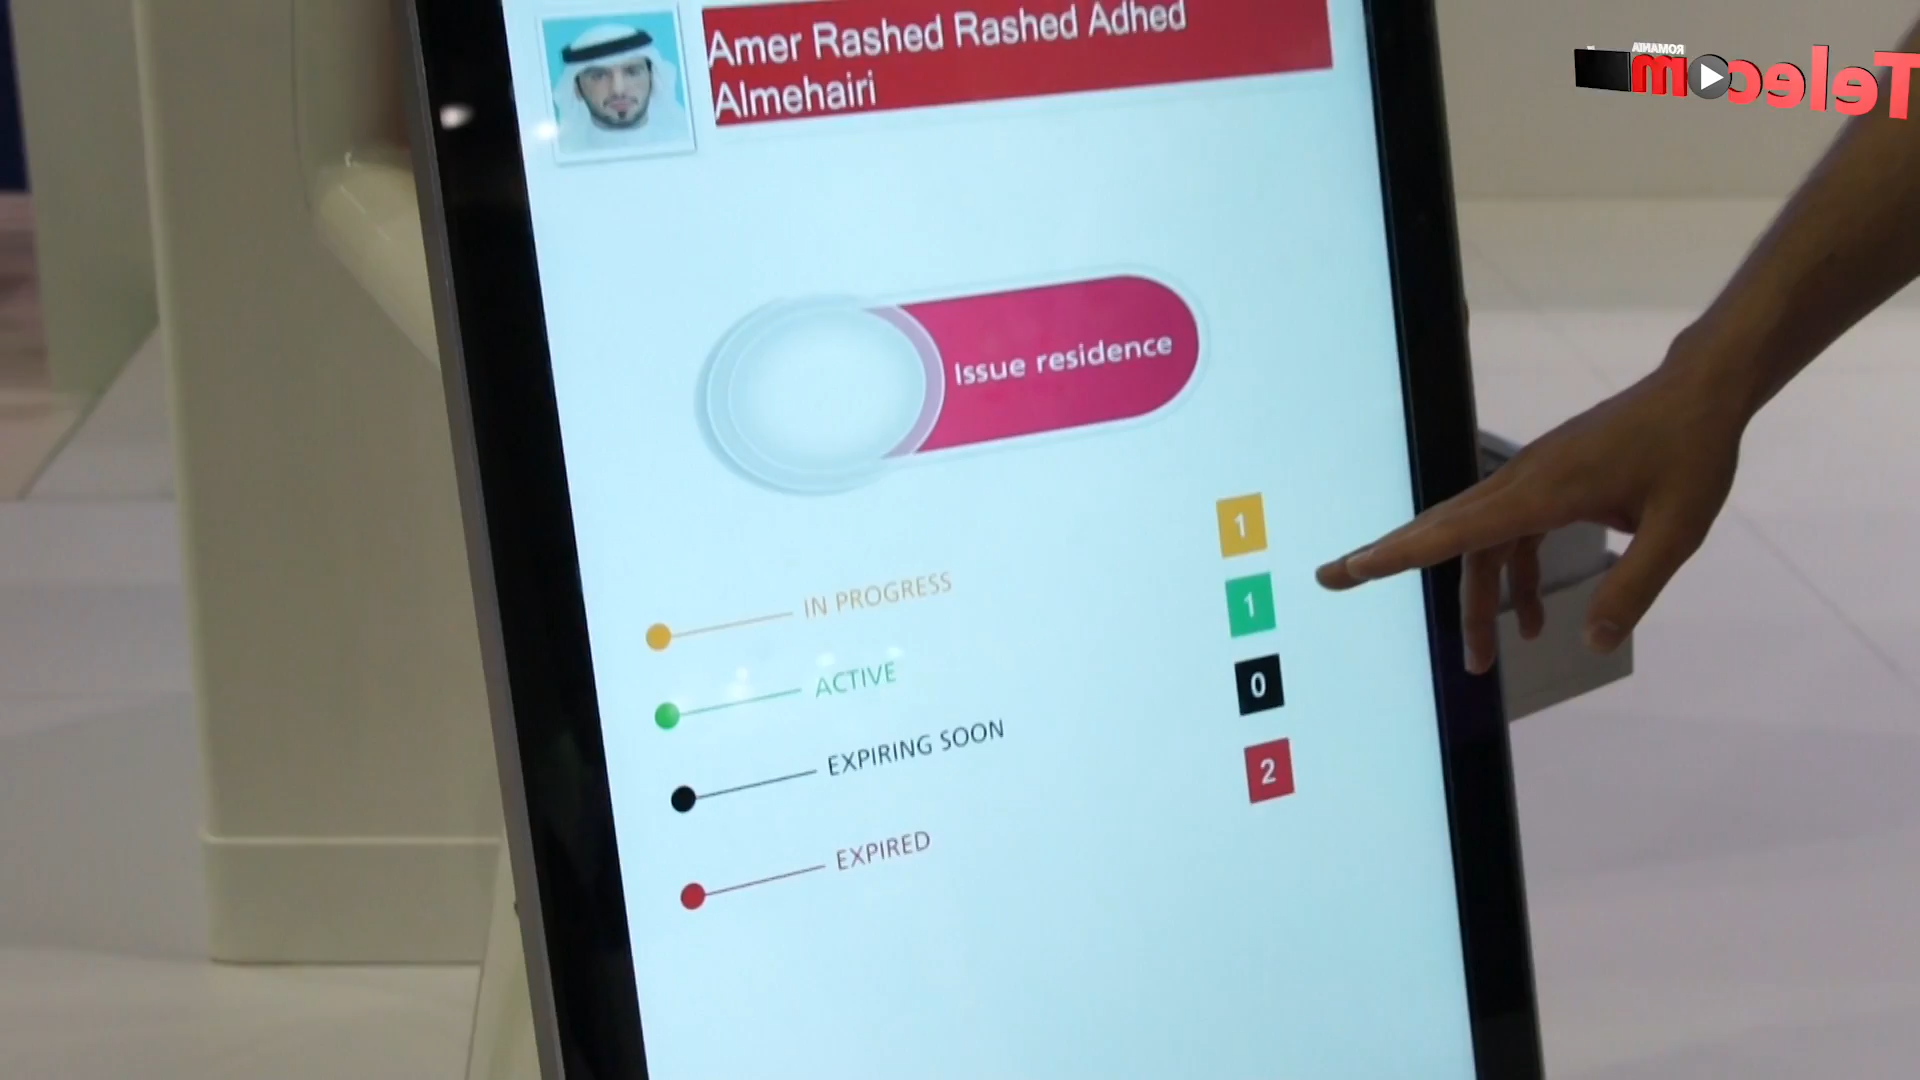 Amer Rashed Rashed Adhed
Almehairi
ROMANIA
Telecom
Issue residence
1
IN PROGRESS
1
ACTIVE
0
EXPIRING SOON
2
EXPIRED